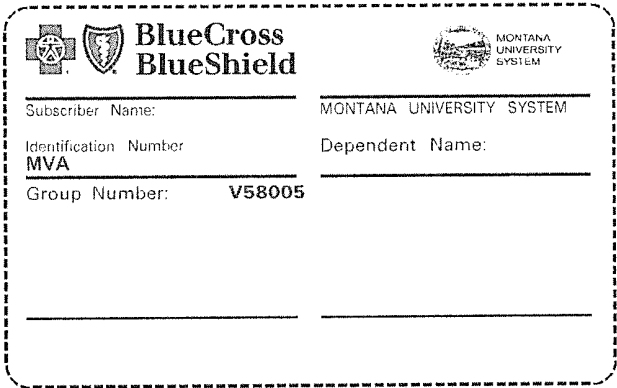 BlueCross
BlueShield
MONTANA
UNIVERSITY
SYSTEM
Subscriber Name:
MONTANA UNIVERSITY SYSTEM
Identification Number
MVA
Dependent Name:
Group Number: V58005